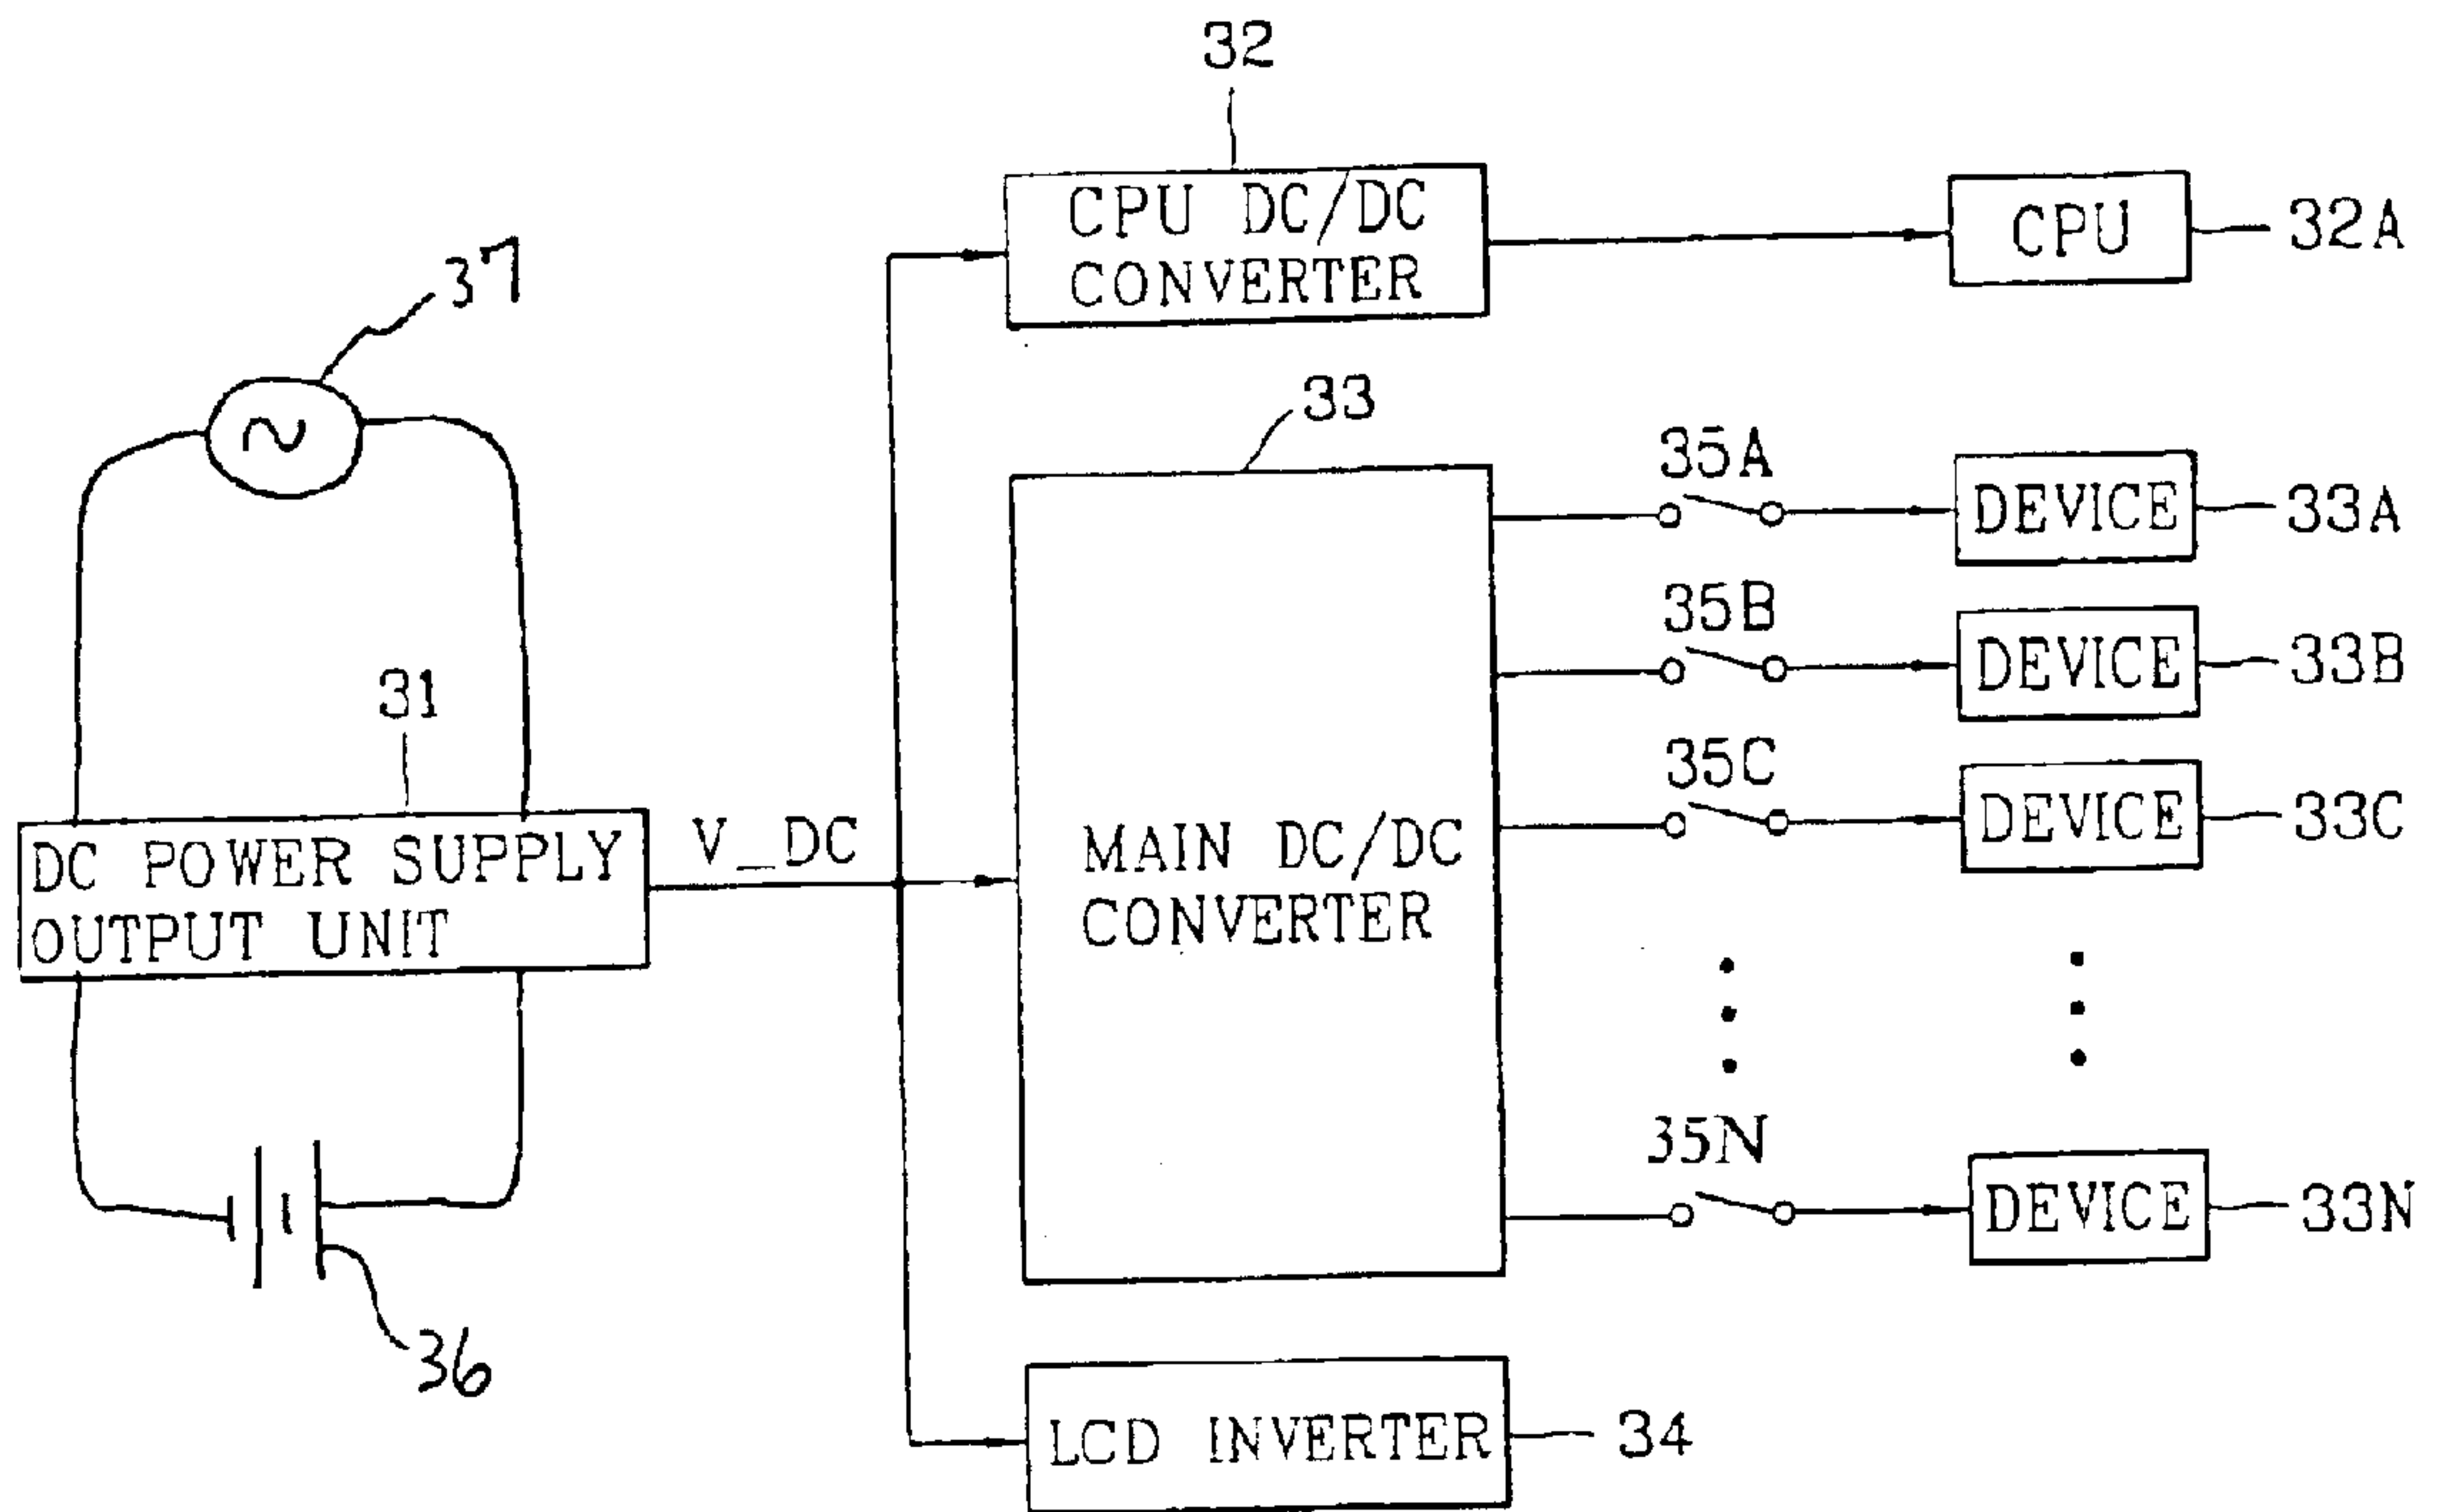 32
CPU DC/DC
CONVERTER
CPU
32A
37
33
35A
DEVICE
33A
35B
DEVICE
33B
31
35C
DEVICE
33C
DC POWER SUPPLY
OUTPUT UNIT
V_DC
MAIN DC/DC
CONVERTER
35N
DEVICE
33N
36
LCD INVERTER
34